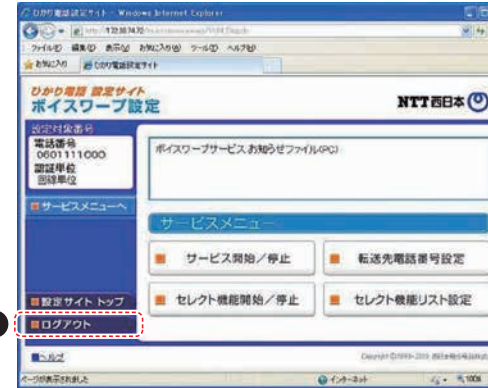 ひかり電話 設定サイト - Windows Internet Explorer
ファイル(F) 編集(E) 表示(V) お気に入り(A) ツール(T) ヘルプ(H)
お気に入り ひかり電話設定サイト
ひかり電話 設定サイト
ボイスワープ設定
NTT西日本
設定対象番号
電話番号
0601111000
認証単位
回線単位
サービスメニューへ
設定サイト トップ
ログアウト
ヘルプ
ボイスワープサービスお知らせファイル(PC)
サービスメニュー
サービス開始/停止
転送先電話番号設定
セレクト機能開始/停止
セレクト機能リスト設定
ページが表示されました
インターネット
100%